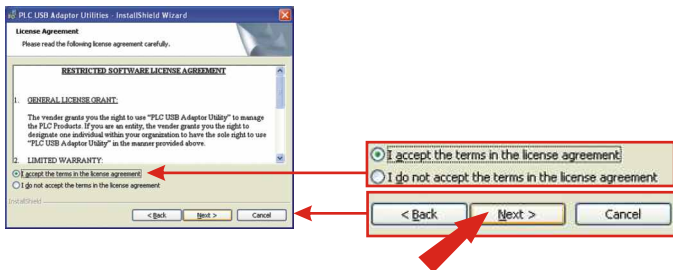 PLC USB Adaptor Utilities - InstallShield Wizard
License Agreement
Please read the following license agreement carefully.
RESTRICTED SOFTWARE LICENSE AGREEMENT
1. GENERAL LICENSE GRANT:
The vender grants you the right to use "PLC USB Adaptor Utility" to manage
the PLC Products. If you are an entity, the vender grants you the right to
designate one individual within your organization to have the sole right to use
"PLC USB Adaptor Utility" in the manner provided above.
2. LIMITED WARRANTY:
I accept the terms in the license agreement
I do not accept the terms in the license agreement
InstallShield
< Back Next > Cancel
I accept the terms in the license agreement
I do not accept the terms in the license agreement
< Back Next > Cancel